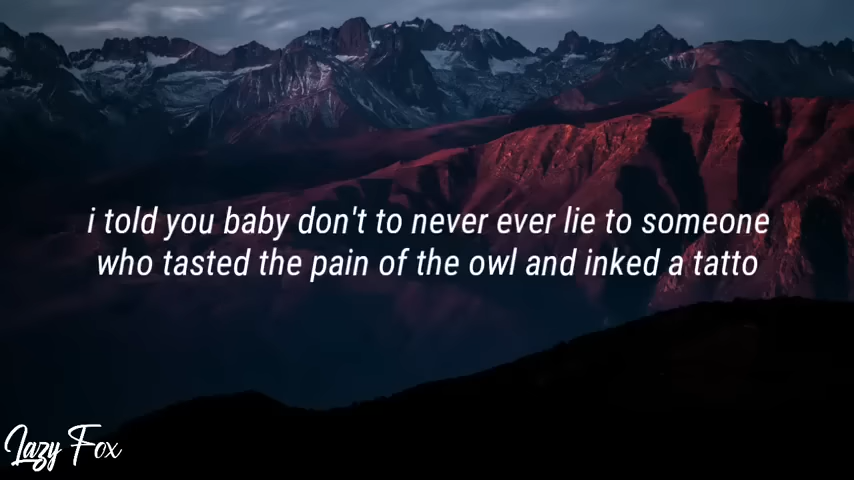 i told you baby don't to never ever lie to someone
who tasted the pain of the owl and inked a tatto
Lazy Fox